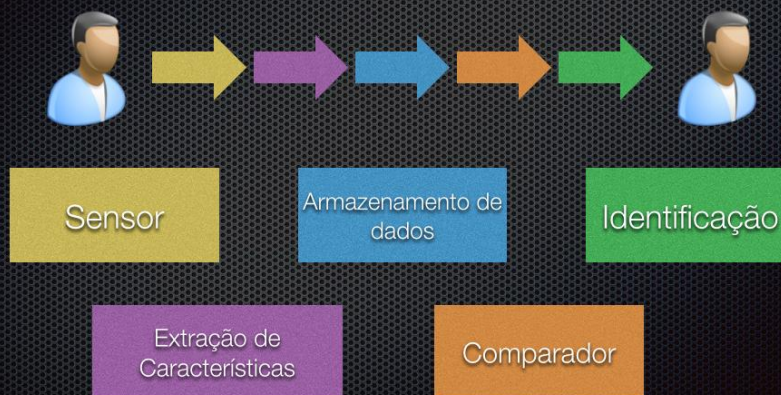 Sensor
Armazenamento de
dados
Identificação
Extração de
Características
Comparador